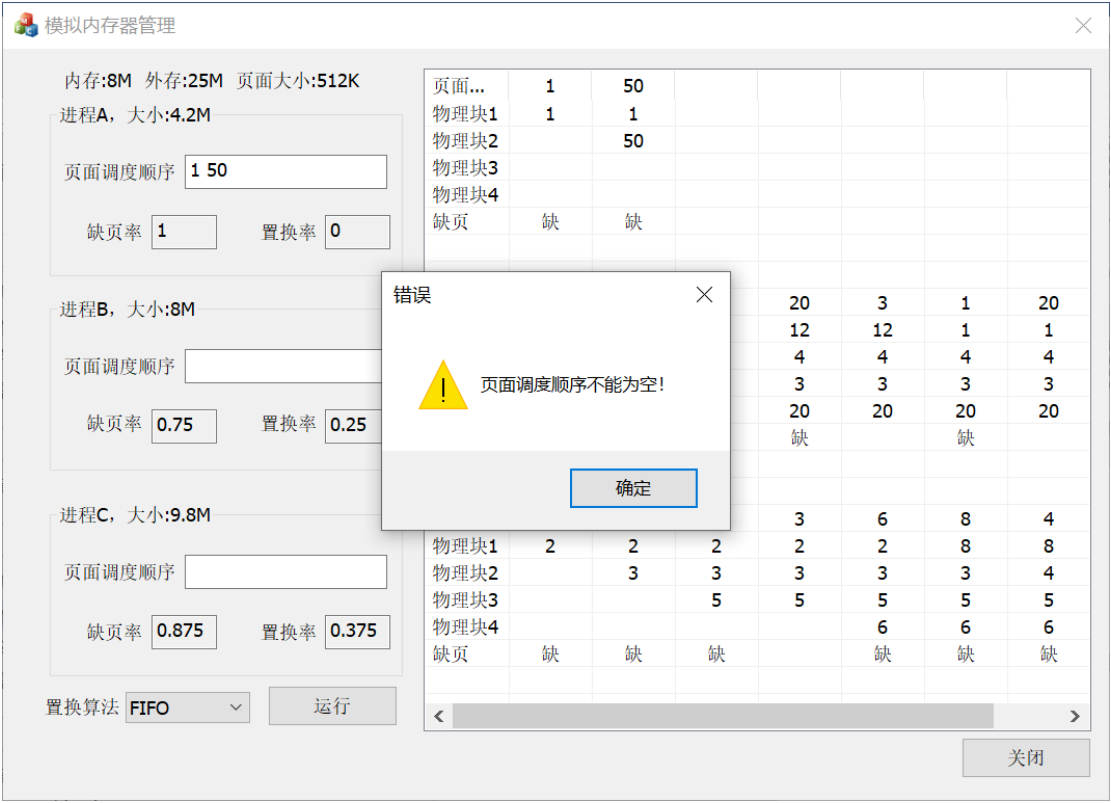 模拟内存器管理
内存:8M 外存:25M 页面大小:512K
进程A，大小:4.2M
页面调度顺序 1 50
缺页率 1 置换率 0
进程B，大小:8M
页面调度顺序
缺页率 0.75 置换率 0.25
进程C，大小:9.8M
页面调度顺序
缺页率 0.875 置换率 0.375
置换算法 FIFO 运行
页面... 1 50
物理块1 1 1
物理块2 50
物理块3
物理块4
缺页 缺 缺
20 3 1 20
12 12 1 1
4 4 4 4
3 3 3 3
20 20 20 20
缺 缺
3 6 8 4
物理块1 2 2 2 2 2 8 8
物理块2 3 3 3 3 3 4
物理块3 5 5 5 5 5
物理块4 6 6 6
缺页 缺 缺 缺 缺 缺 缺
错误
页面调度顺序不能为空!
确定
关闭